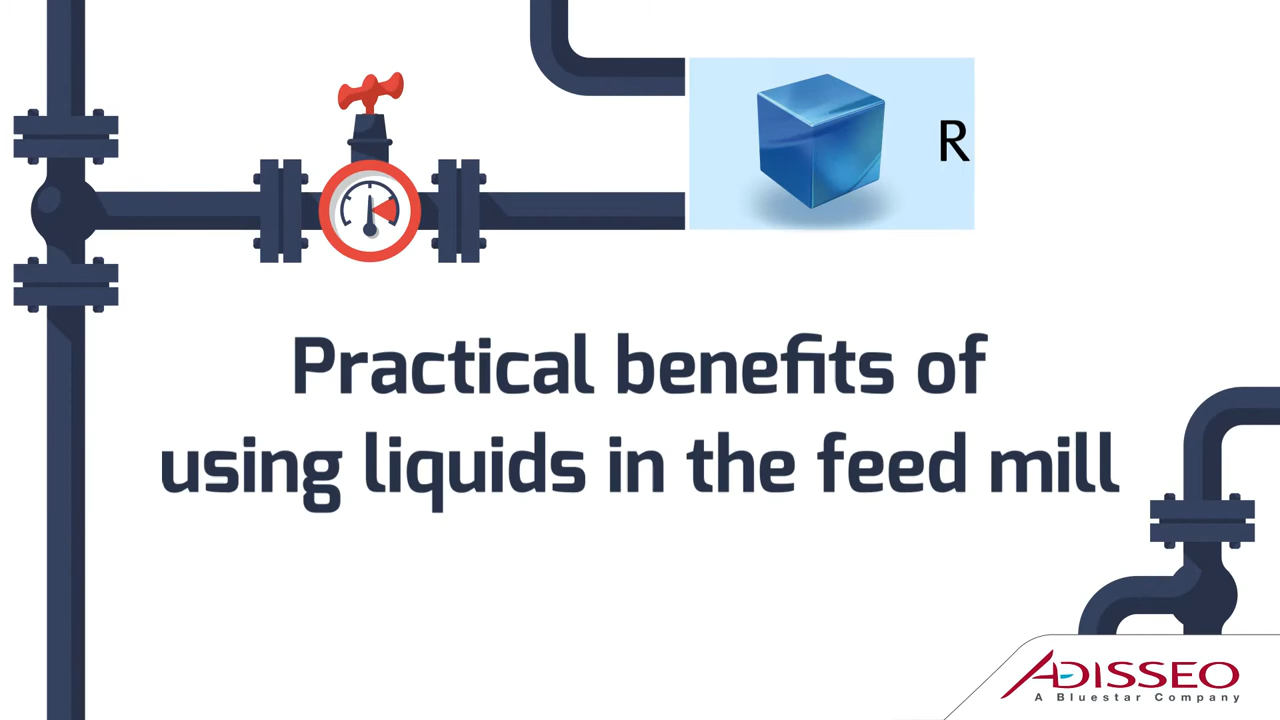 R
Practical benefits of
using liquids in the feed mill
ADISSEO
A Bluestar Company